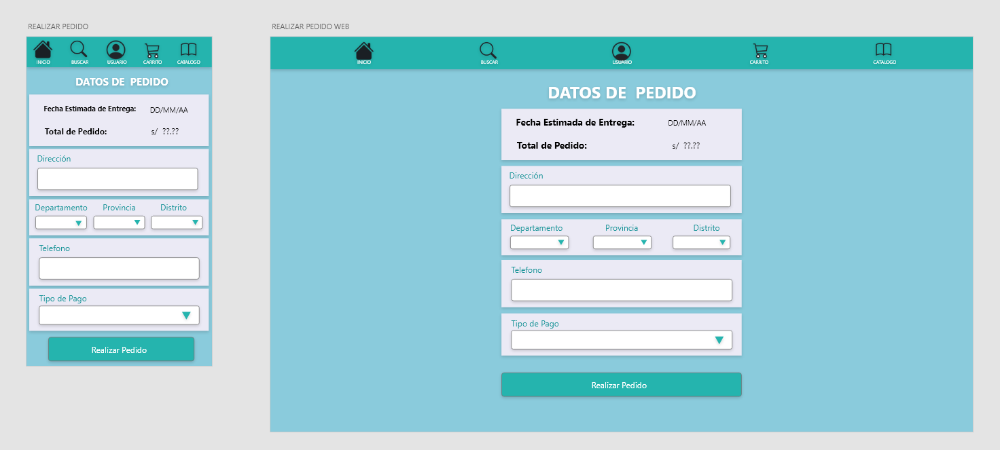 REALIZAR PEDIDO
INICIO BUSCAR USUARIO CARRITO CATALOGO
DATOS DE PEDIDO
Fecha Estimada de Entrega: DD/MM/AA
Total de Pedido: s/ ??.??
Dirección
Departamento Provincia Distrito
Telefono
Tipo de Pago
Realizar Pedido
REALIZAR PEDIDO WEB
INICIO BUSCAR USUARIO CARRITO CATALOGO
DATOS DE PEDIDO
Fecha Estimada de Entrega: DD/MM/AA
Total de Pedido: s/ ??.??
Dirección
Departamento Provincia Distrito
Telefono
Tipo de Pago
Realizar Pedido